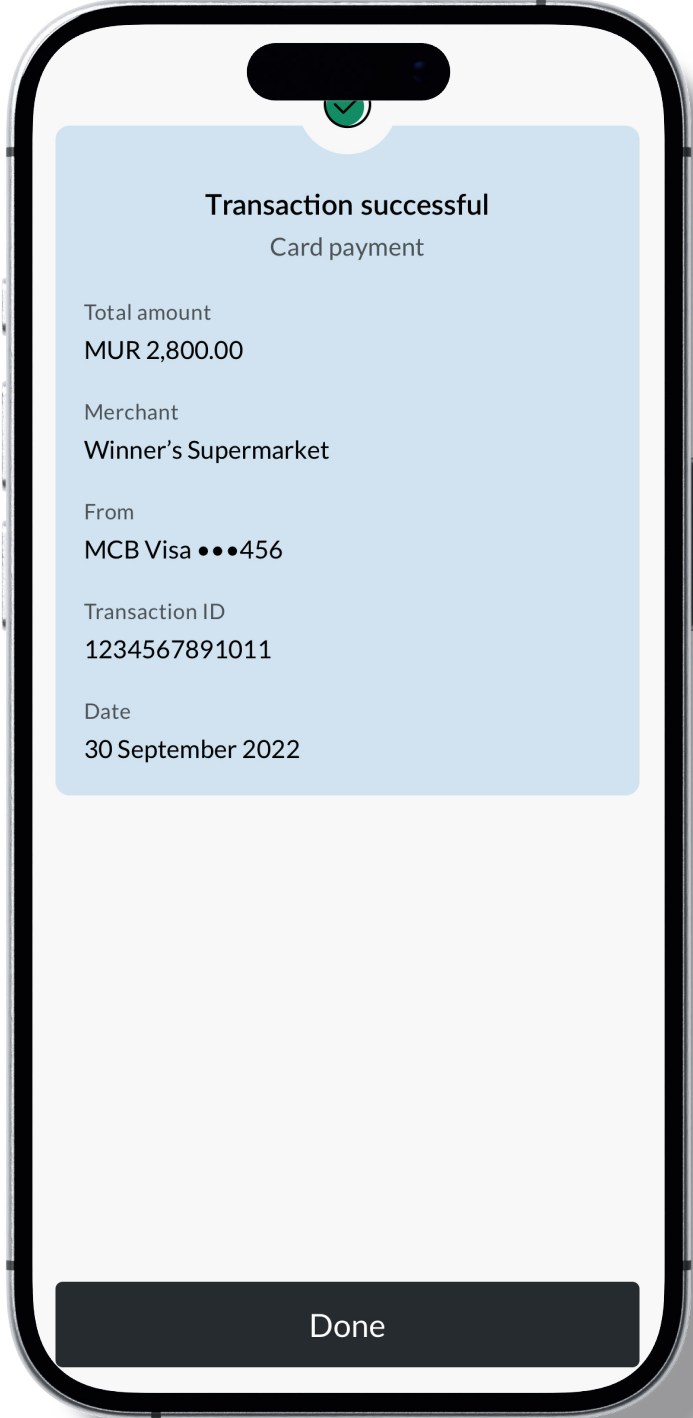 Transaction successful
Card payment
Total amount
MUR 2,800.00
Merchant
Winner’s Supermarket
From
MCB Visa •••456
Transaction ID
1234567891011
Date
30 September 2022
Done